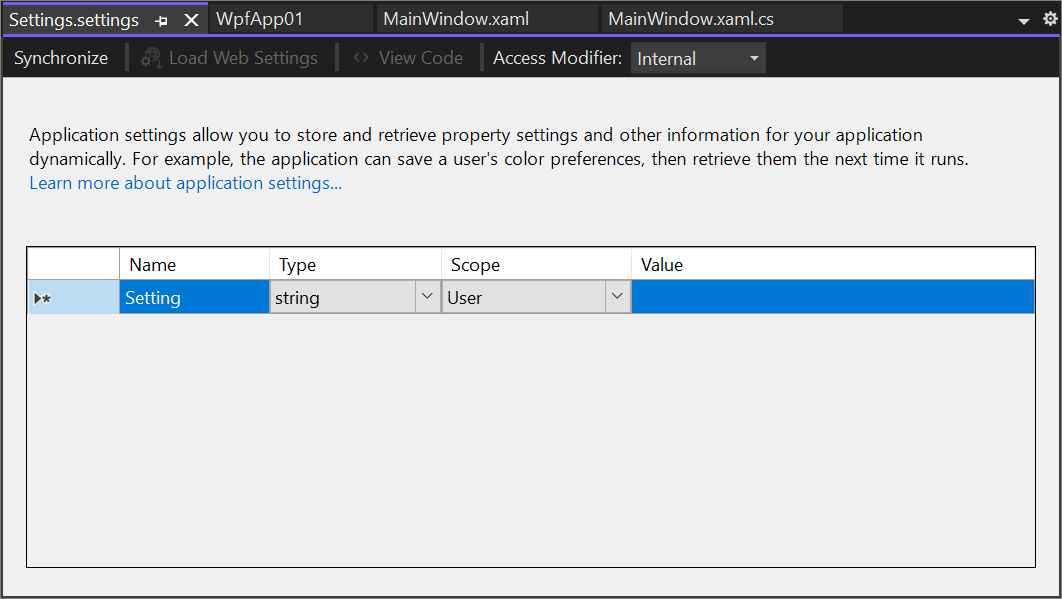 Settings.settings WpfApp01 MainWindow.xaml MainWindow.xaml.cs
Synchronize Load Web Settings View Code Access Modifier: Internal
Application settings allow you to store and retrieve property settings and other information for your application
dynamically. For example, the application can save a user's color preferences, then retrieve them the next time it runs.
Learn more about application settings...
Name Type Scope Value
Setting string User